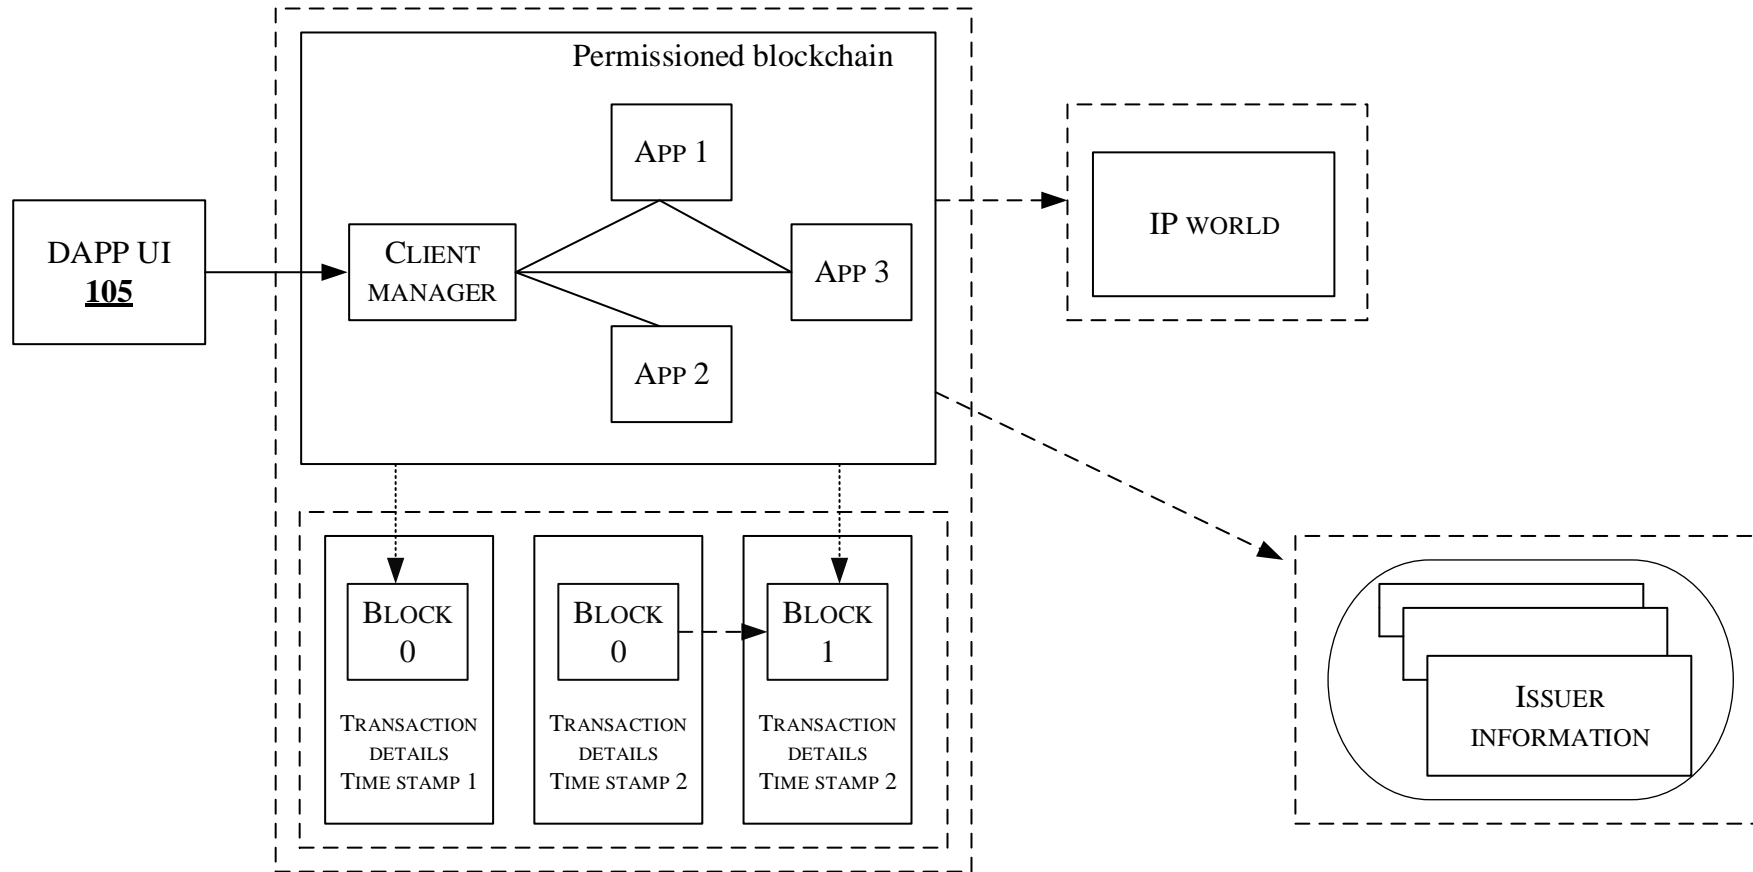 Permissioned blockchain
APP 1
DAPP UI
105
CLIENT
MANAGER
APP 3
APP 2
IP WORLD
BLOCK
0
TRANSACTION
DETAILS
TIME STAMP 1
BLOCK
0
TRANSACTION
DETAILS
TIME STAMP 2
BLOCK
1
TRANSACTION
DETAILS
TIME STAMP 2
ISSUER
INFORMATION